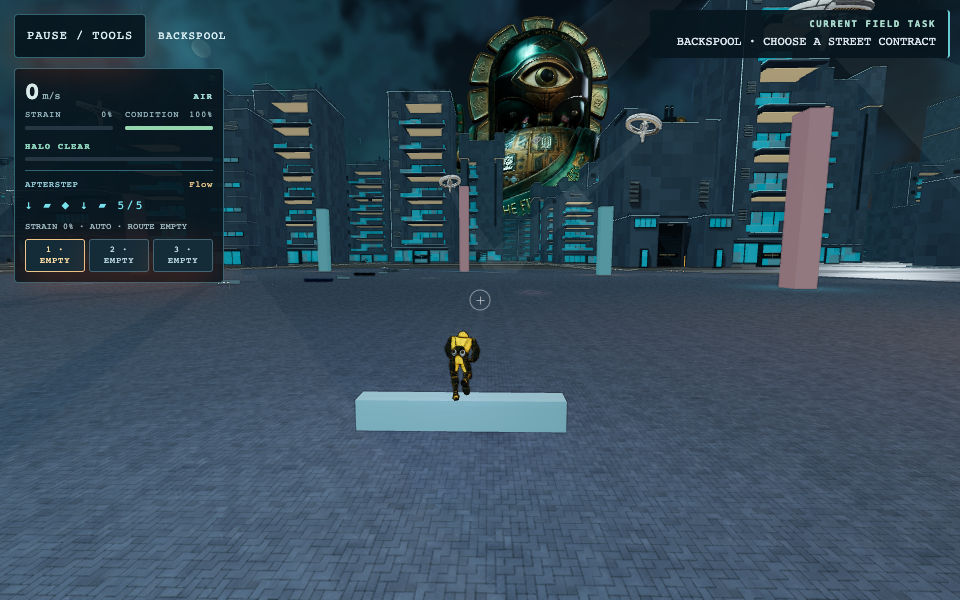 PAUSE / TOOLS
BACKSPOOL
CURRENT FIELD TASK
BACKSPOOL · CHOOSE A STREET CONTRACT
0 m/s
AIR
STRAIN 0%
CONDITION 100%
HALO CLEAR
AFTERSTEP
Flow
5/5
STRAIN 0% · AUTO · ROUTE EMPTY
1 · EMPTY
2 · EMPTY
3 · EMPTY